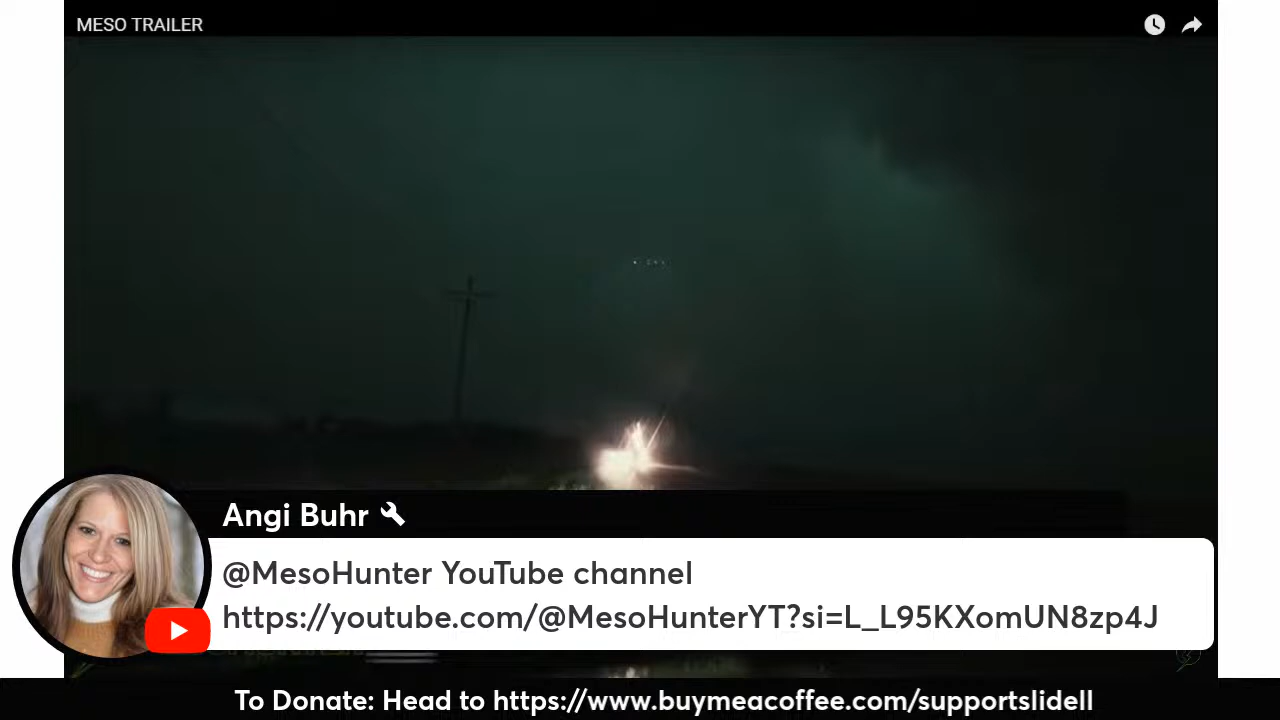 MESO TRAILER
Angi Buhr
@MesoHunter YouTube channel
https://youtube.com/@MesoHunterYT?si=L_L95KXomUN8zp4J
To Donate: Head to https://www.buymeacoffee.com/supportslidell